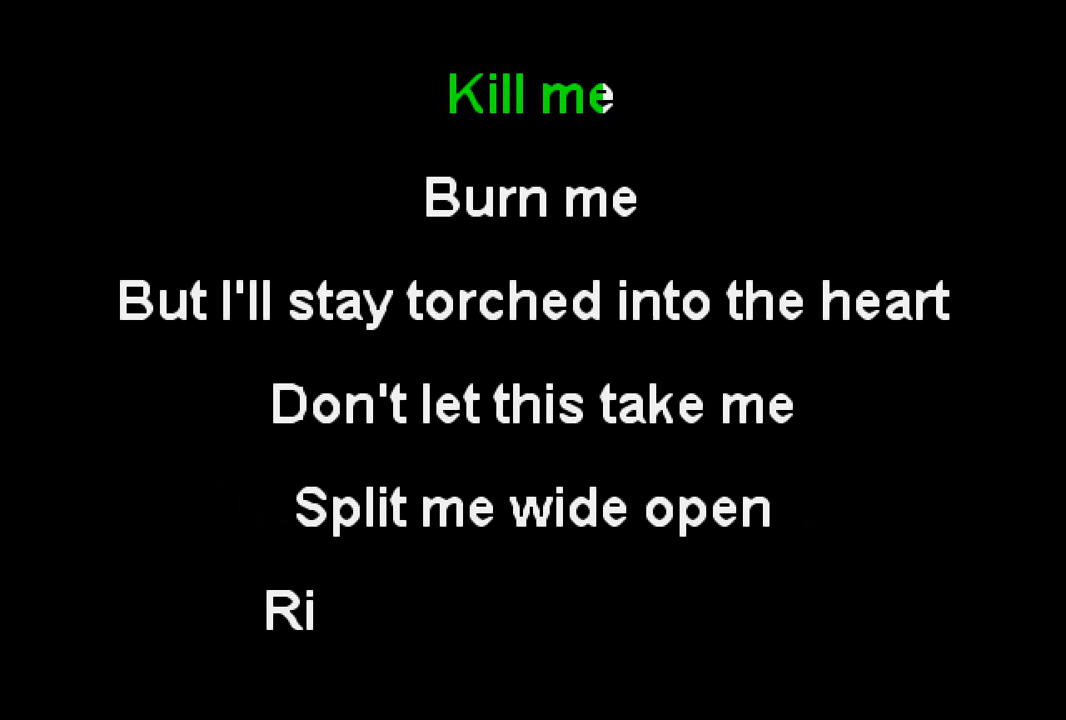 Kill me
Burn me
But I'll stay torched into the heart
Don't let this take me
Split me wide open
Ri